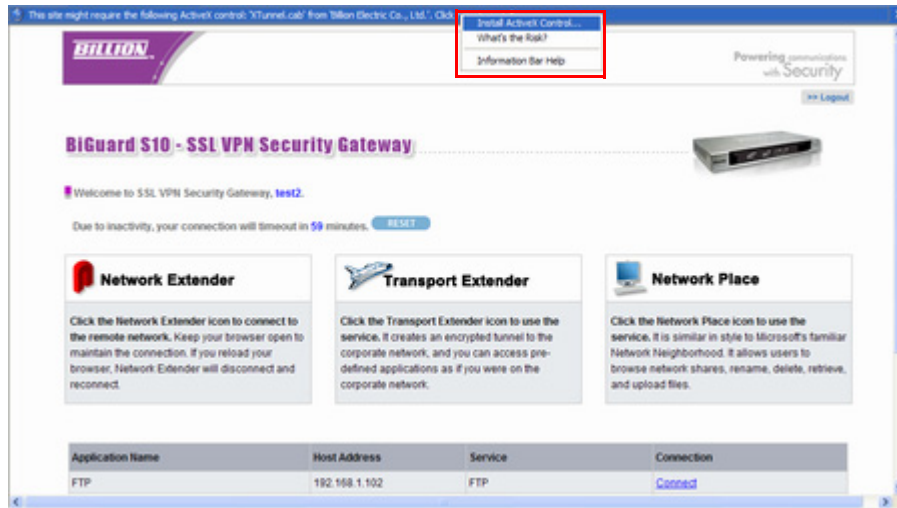 This site might require the following ActiveX control: 'XTunnel.cab' from 'Billion Electric Co., Ltd.'. Click
Install ActiveX Control...
What's the Risk?
Information Bar Help
BILLION
Powering communications
with Security
>> Logout
BiGuard S10 - SSL VPN Security Gateway
Welcome to SSL VPN Security Gateway, test2.
Due to inactivity, your connection will timeout in 59 minutes. RESET
Network Extender
Click the Network Extender icon to connect to
the remote network. Keep your browser open to
maintain the connection. If you reload your
browser, Network Extender will disconnect and
reconnect.
Transport Extender
Click the Transport Extender icon to use the
service. It creates an encrypted tunnel to the
corporate network, and you can access pre-
defined applications as if you were on the
corporate network.
Network Place
Click the Network Place icon to use the
service. It is similar in style to Microsoft's familiar
Network Neighborhood. It allows users to
browse network shares, rename, delete, retrieve,
and upload files.
Application Name Host Address Service Connection
FTP 192.168.1.102 FTP Connect